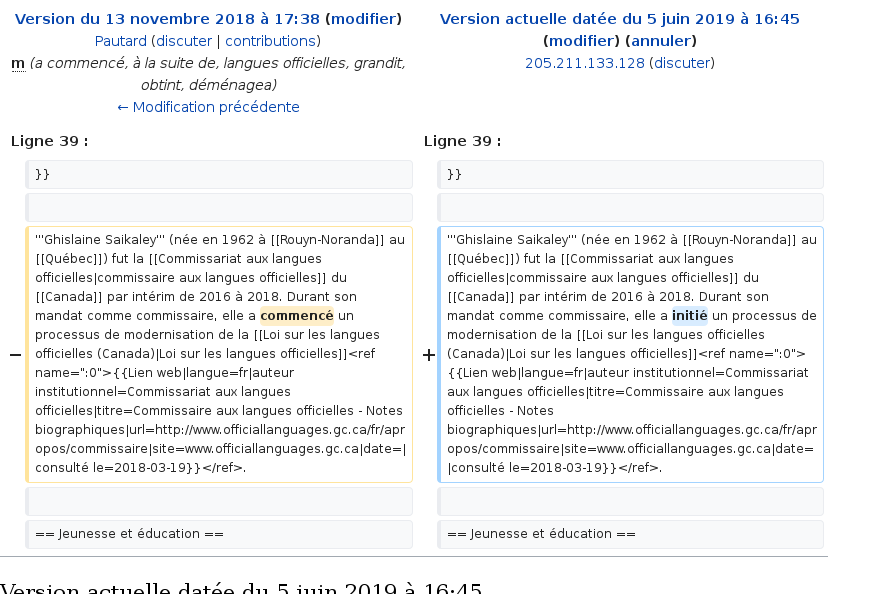 Version du 13 novembre 2018 à 17:38 (modifier)
Pautard (discuter | contributions)
m (a commencé, à la suite de, langues officielles, grandit,
obtint, déménagea)
← Modification précédente
Version actuelle datée du 5 juin 2019 à 16:45
(modifier) (annuler)
205.211.133.128 (discuter)
Ligne 39 :
Ligne 39 :
}}
}}
−
'''Ghislaine Saikaley''' (née en 1962 à [[Rouyn-Noranda]] au
[[Québec]]) fut la [[Commissariat aux langues
officielles|commissaire aux langues officielles]] du
[[Canada]] par intérim de 2016 à 2018. Durant son
mandat comme commissaire, elle a commencé un
processus de modernisation de la [[Loi sur les langues
officielles (Canada)|Loi sur les langues officielles]]<ref
name=":0">{{Lien web|langue=fr|auteur
institutionnel=Commissariat aux langues
officielles|titre=Commissaire aux langues officielles - Notes
biographiques|url=http://www.officiallanguages.gc.ca/fr/apr
opos/commissaire|site=www.officiallanguages.gc.ca|date=|
consulté le=2018-03-19}}</ref>.
+
'''Ghislaine Saikaley''' (née en 1962 à [[Rouyn-Noranda]] au
[[Québec]]) fut la [[Commissariat aux langues
officielles|commissaire aux langues officielles]] du
[[Canada]] par intérim de 2016 à 2018. Durant son
mandat comme commissaire, elle a initié un processus de
modernisation de la [[Loi sur les langues officielles
(Canada)|Loi sur les langues officielles]]<ref name=":0">
{{Lien web|langue=fr|auteur institutionnel=Commissariat
aux langues officielles|titre=Commissaire aux langues
officielles - Notes
biographiques|url=http://www.officiallanguages.gc.ca/fr/apr
opos/commissaire|site=www.officiallanguages.gc.ca|date=
|consulté le=2018-03-19}}</ref>.
== Jeunesse et éducation ==
== Jeunesse et éducation ==
Version actuelle datée du 5 juin 2019 à 16:45